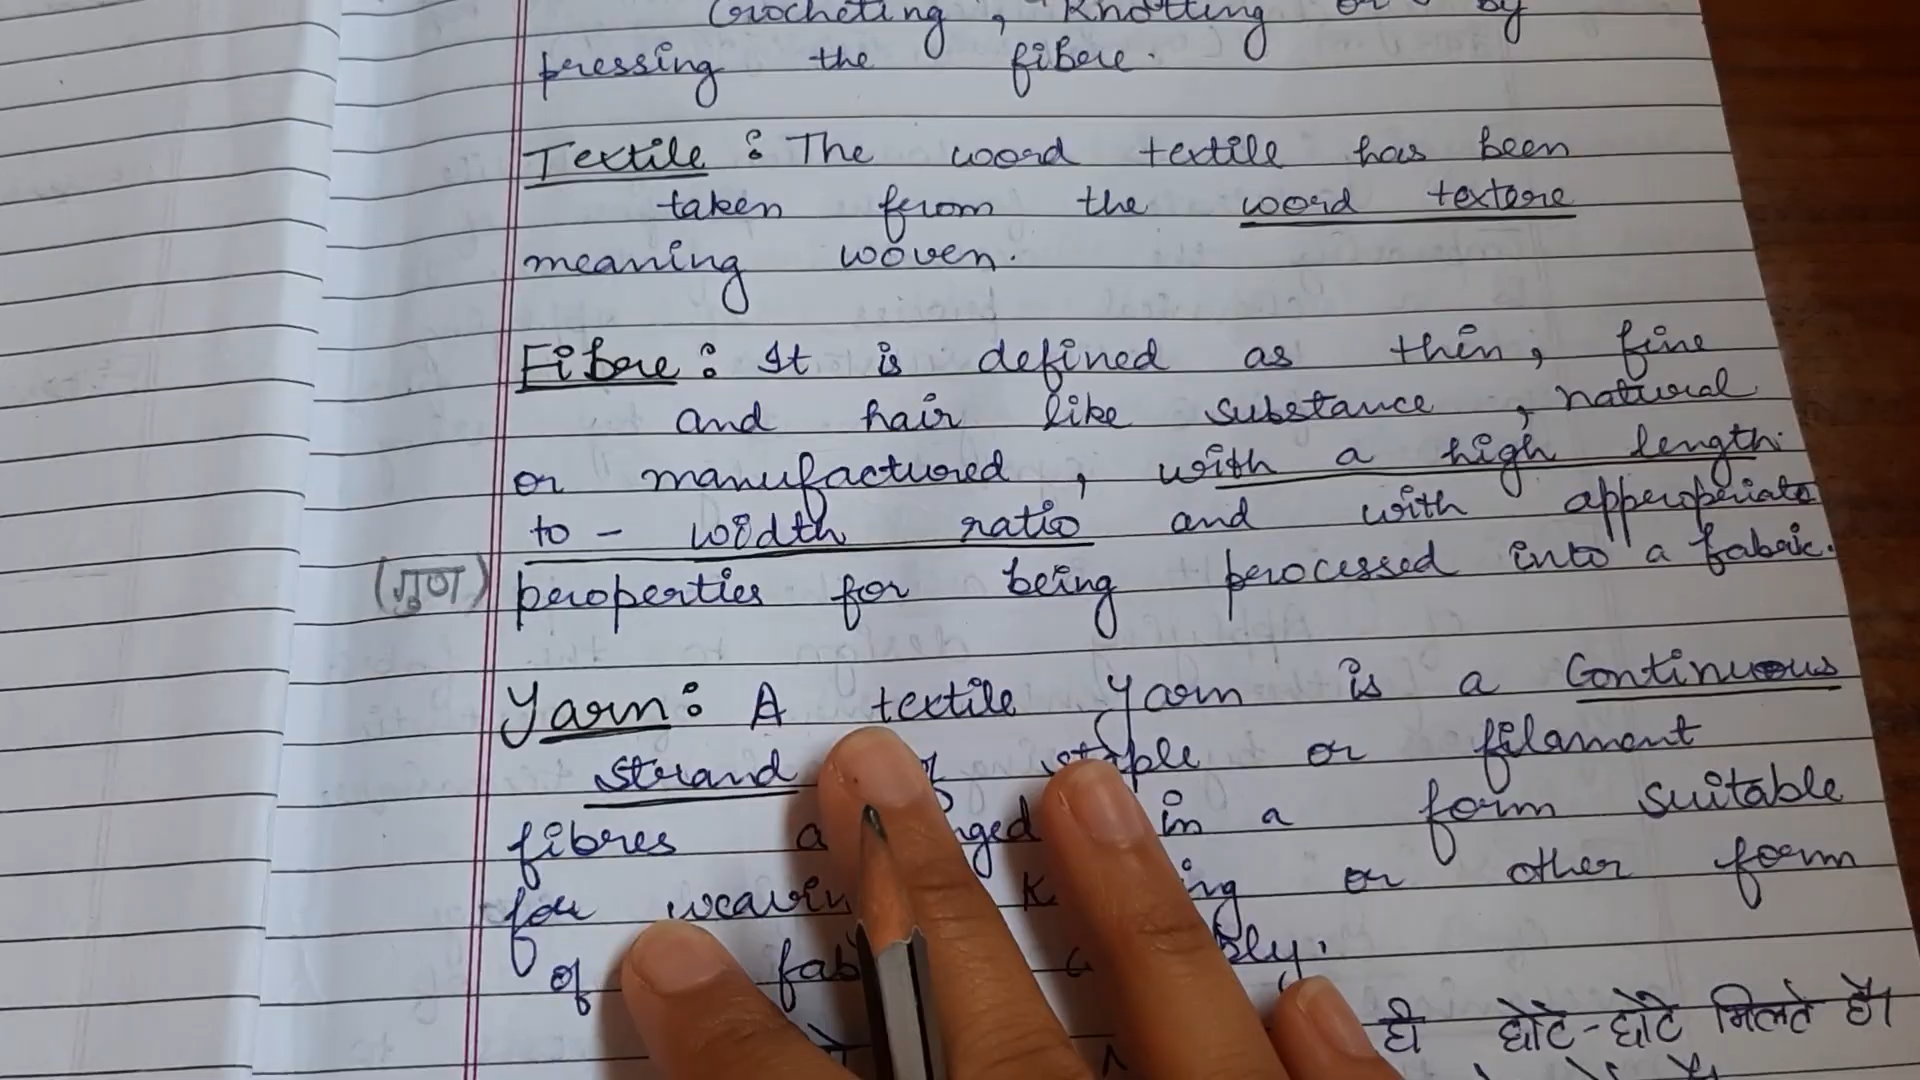 Crocheting, Knotting or by
pressing the fibre.
Textile : The word textile has been
taken from the word textere
meaning woven.
Fibre : It is defined as thin, fine
and hair like substance, natural
or manufactured, with a high length
to - width ratio and with appropriate
(गुण) properties for being processed into a fabric.
Yarn : A textile yarn is a Continuous
strand of staple or filament
fibres in a form suitable
for or other form
of
ही छोटे-छोटे मिलते है।